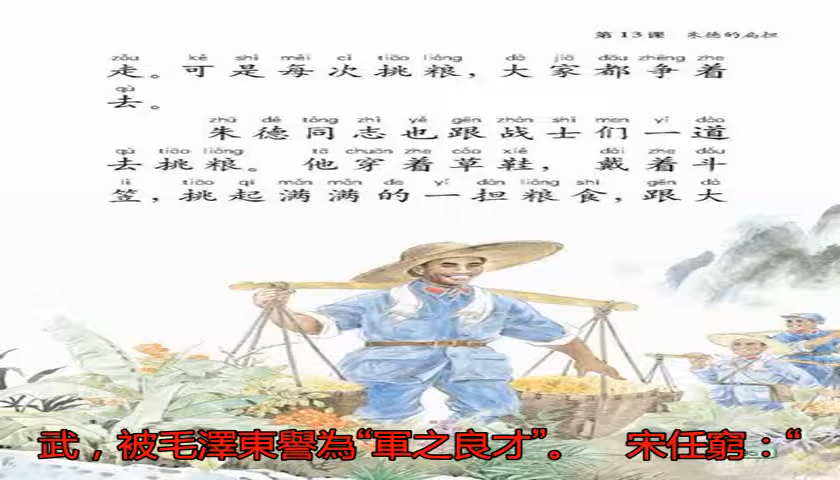 第13课 朱德的扁担
zǒu kě shì měi cì tiāo liáng dà jiā dōu zhēng zhe
走。可是每次挑粮，大家都争着
qù
去。
zhū dé tóng zhì yě gēn zhàn shì men yí dào
朱德同志也跟战士们一道
qù tiāo liáng tā chuān zhe cǎo xié dài zhe dǒu
去挑粮。他穿着草鞋，戴着斗
lì tiāo qǐ mǎn mǎn de yí dàn liáng shi gēn dà
笠，挑起满满的一担粮食，跟大
武，被毛澤東譽為“軍之良才”。 宋任窮：“